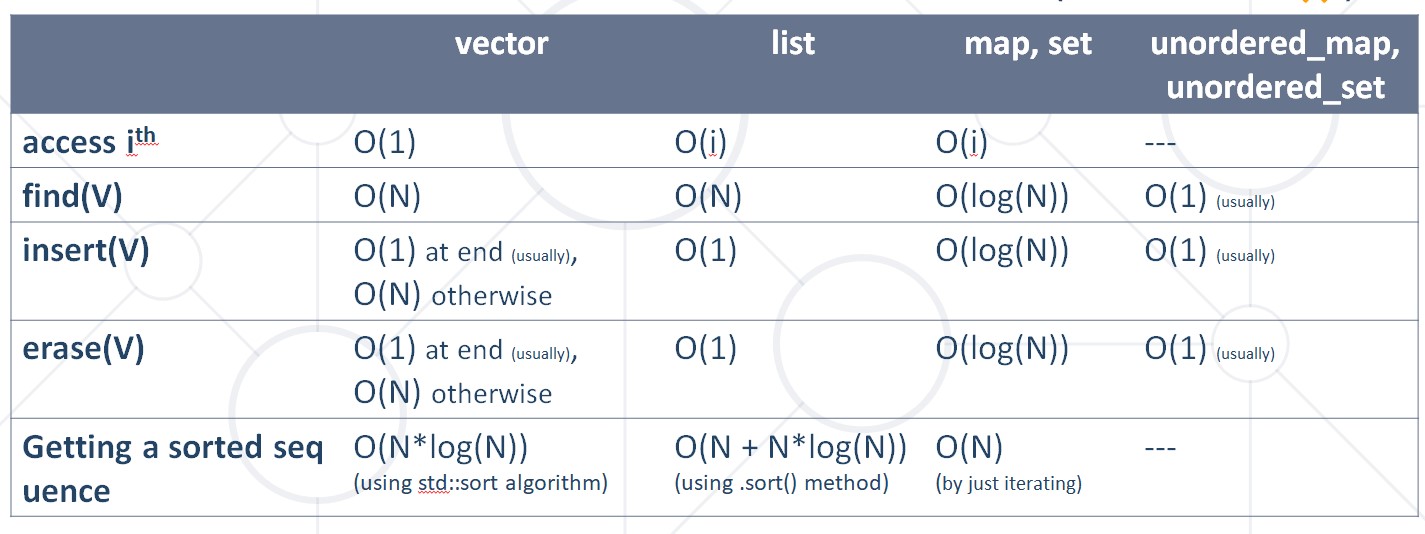 vector list map, set unordered_map,
unordered_set
access ith O(1) O(i) O(i) ---
find(V) O(N) O(N) O(log(N)) O(1) (usually)
insert(V) O(1) at end (usually), O(1) O(log(N)) O(1) (usually)
O(N) otherwise
erase(V) O(1) at end (usually), O(1) O(log(N)) O(1) (usually)
O(N) otherwise
Getting a sorted seq O(N*log(N)) O(N + N*log(N)) O(N) ---
uence (using std::sort algorithm) (using .sort() method) (by just iterating)